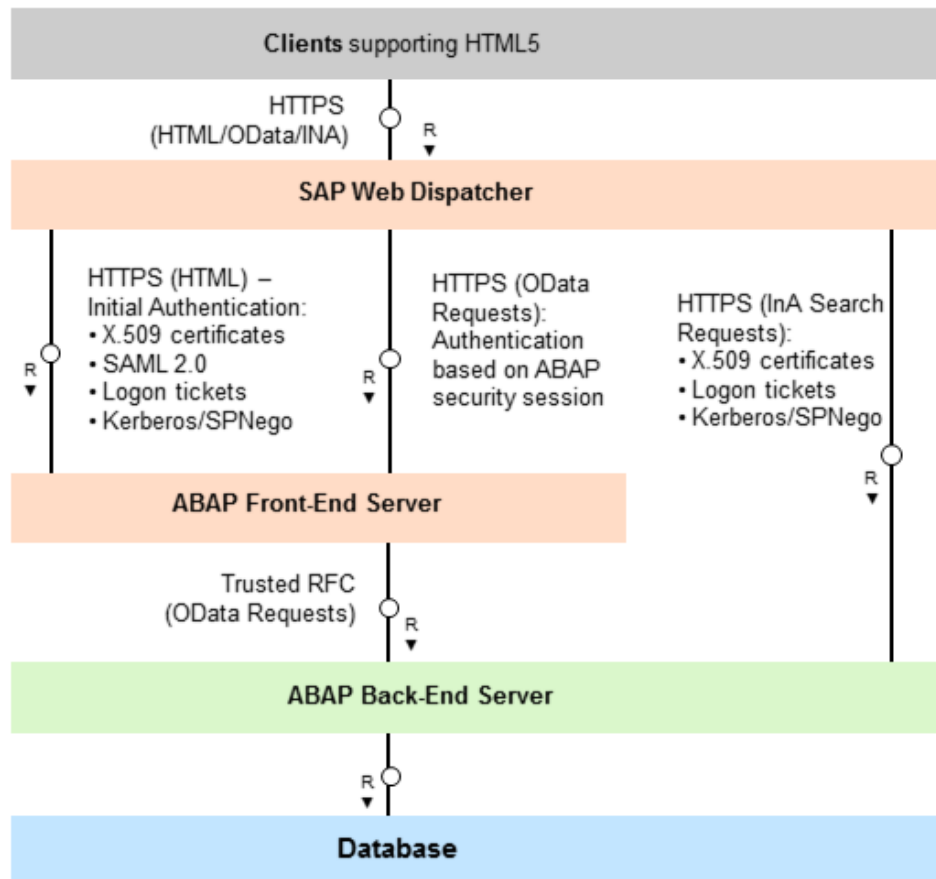 Clients supporting HTML5
HTTPS
(HTML/OData/INA)
R
SAP Web Dispatcher
HTTPS (HTML) –
Initial Authentication:
• X.509 certificates
• SAML 2.0
• Logon tickets
• Kerberos/SPNego
R
HTTPS (OData
Requests):
Authentication
based on ABAP
security session
R
HTTPS (InA Search
Requests):
• X.509 certificates
• Logon tickets
• Kerberos/SPNego
R
ABAP Front-End Server
Trusted RFC
(OData Requests)
R
ABAP Back-End Server
R
Database